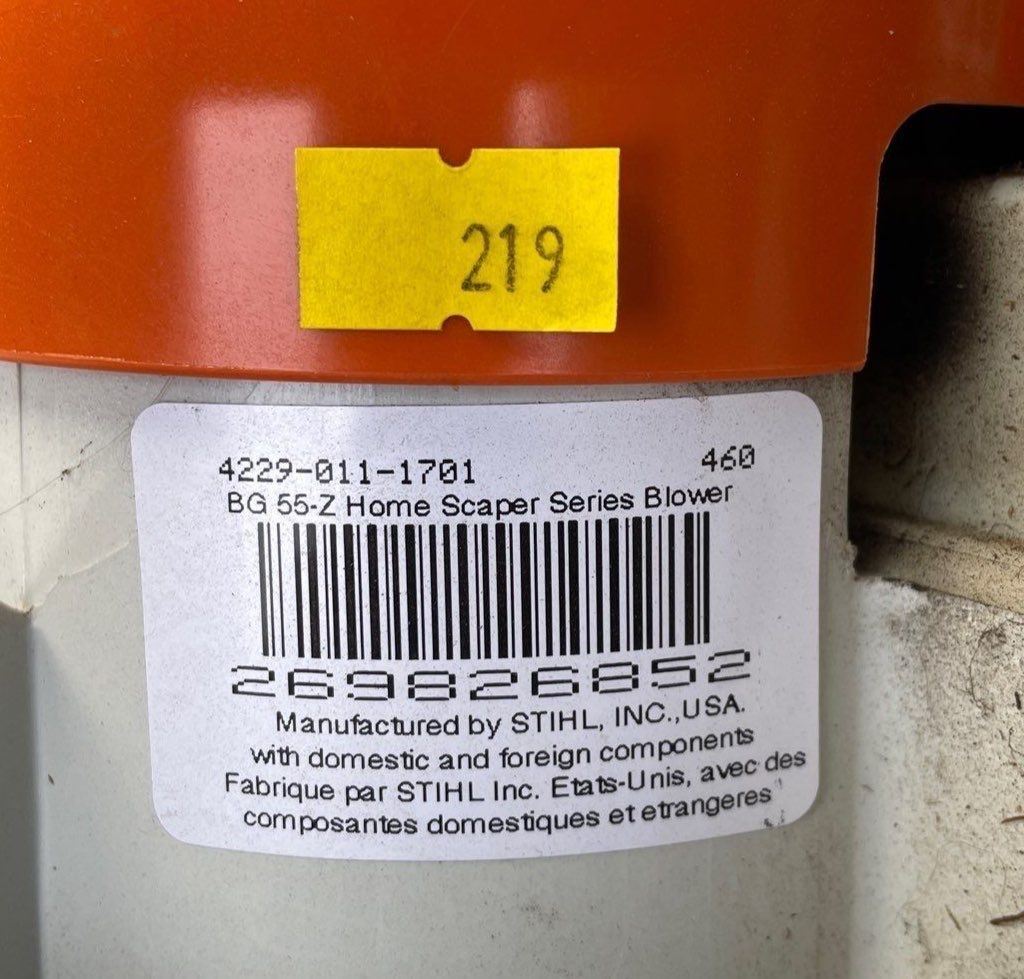 219
4229-011-1701 460
BG 55-Z Home Scaper Series Blower
269826852
Manufactured by STIHL, INC.,USA.
with domestic and foreign components
Fabrique par STIHL Inc. Etats-Unis, avec des
composantes domestiques et etrangeres